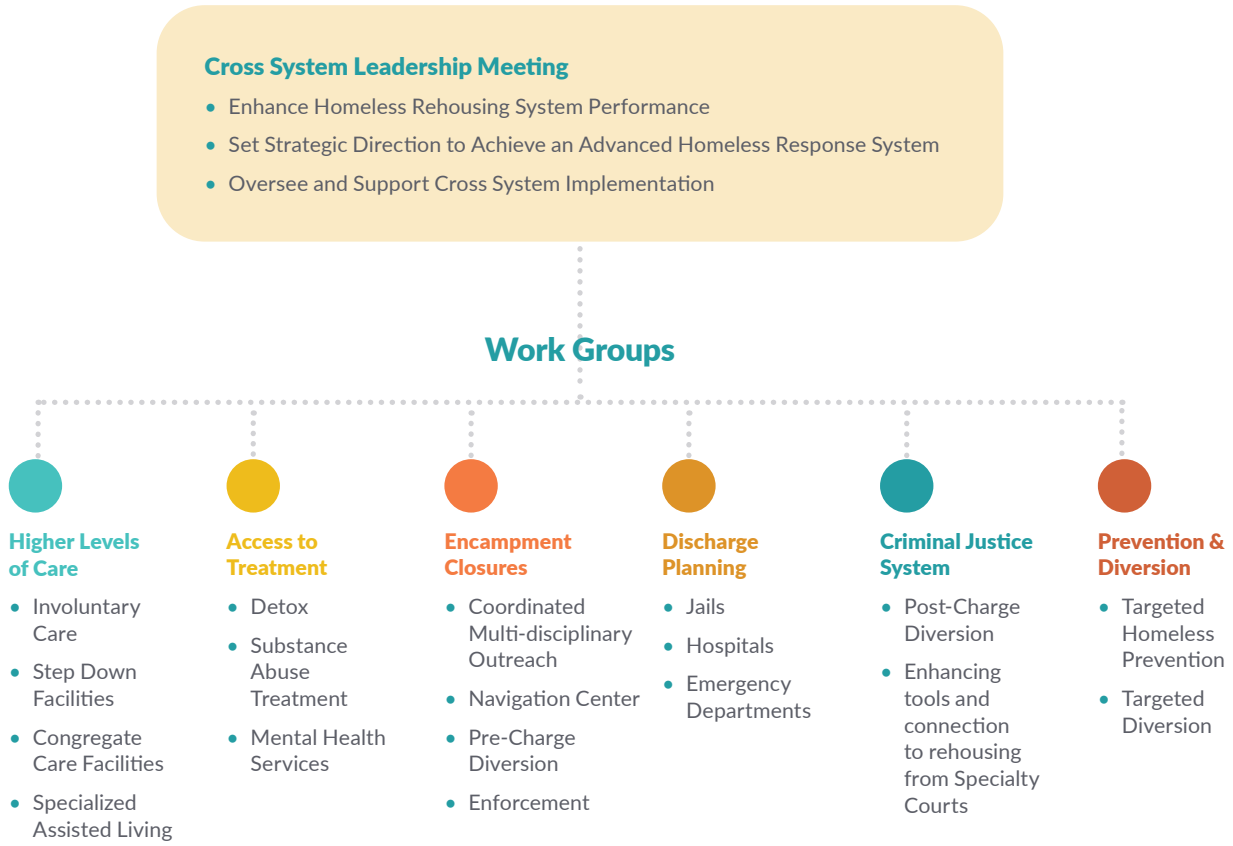 Cross System Leadership Meeting
• Enhance Homeless Rehousing System Performance
• Set Strategic Direction to Achieve an Advanced Homeless Response System
• Oversee and Support Cross System Implementation
Work Groups
Higher Levels
of Care
• Involuntary
Care
• Step Down
Facilities
• Congregate
Care Facilities
• Specialized
Assisted Living
Access to
Treatment
• Detox
• Substance
Abuse
Treatment
• Mental Health
Services
Encampment
Closures
• Coordinated
Multi-disciplinary
Outreach
• Navigation Center
• Pre-Charge
Diversion
• Enforcement
Discharge
Planning
• Jails
• Hospitals
• Emergency
Departments
Criminal Justice
System
• Post-Charge
Diversion
• Enhancing
tools and
connection
to rehousing
from Specialty
Courts
Prevention &
Diversion
• Targeted
Homeless
Prevention
• Targeted
Diversion